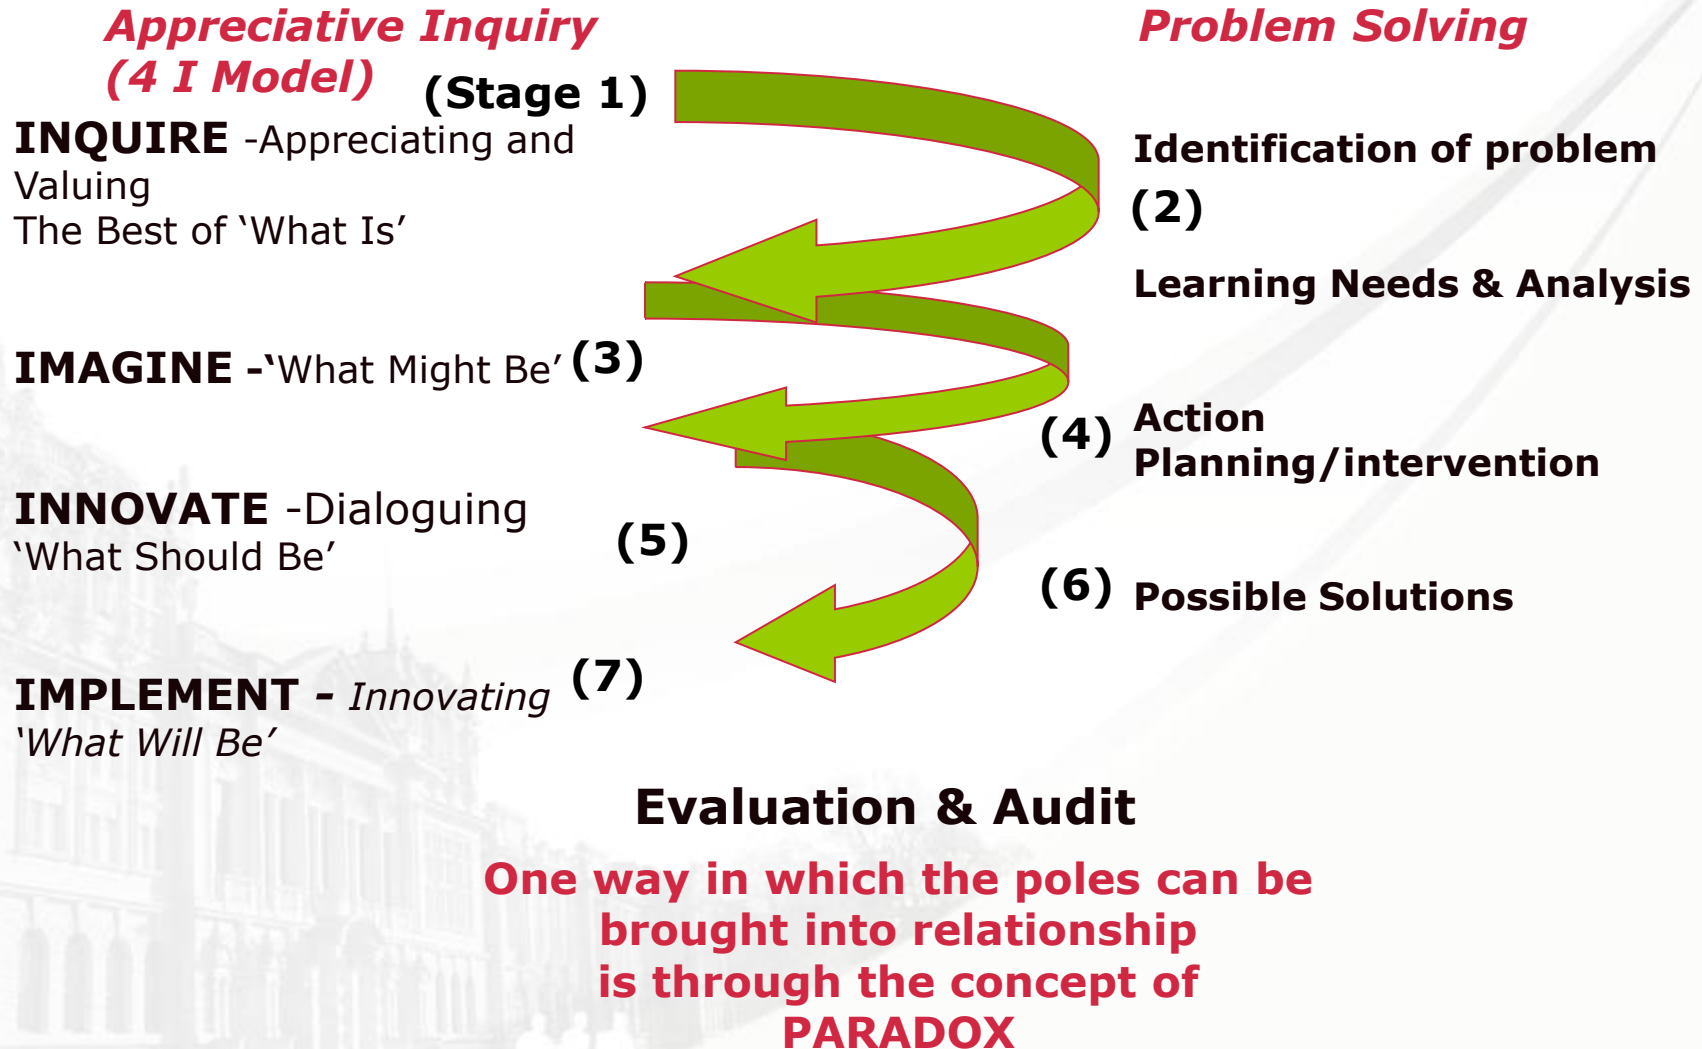 Appreciative Inquiry
(4 I Model)
(Stage 1)
INQUIRE -Appreciating and
Valuing
The Best of ‘What Is’
IMAGINE -‘What Might Be’ (3)
INNOVATE -Dialoguing
‘What Should Be’
(5)
IMPLEMENT - Innovating (7)
‘What Will Be’
Problem Solving
Identification of problem
(2)
Learning Needs & Analysis
(4) Action
Planning/intervention
(6) Possible Solutions
Evaluation & Audit
One way in which the poles can be
brought into relationship
is through the concept of
PARADOX